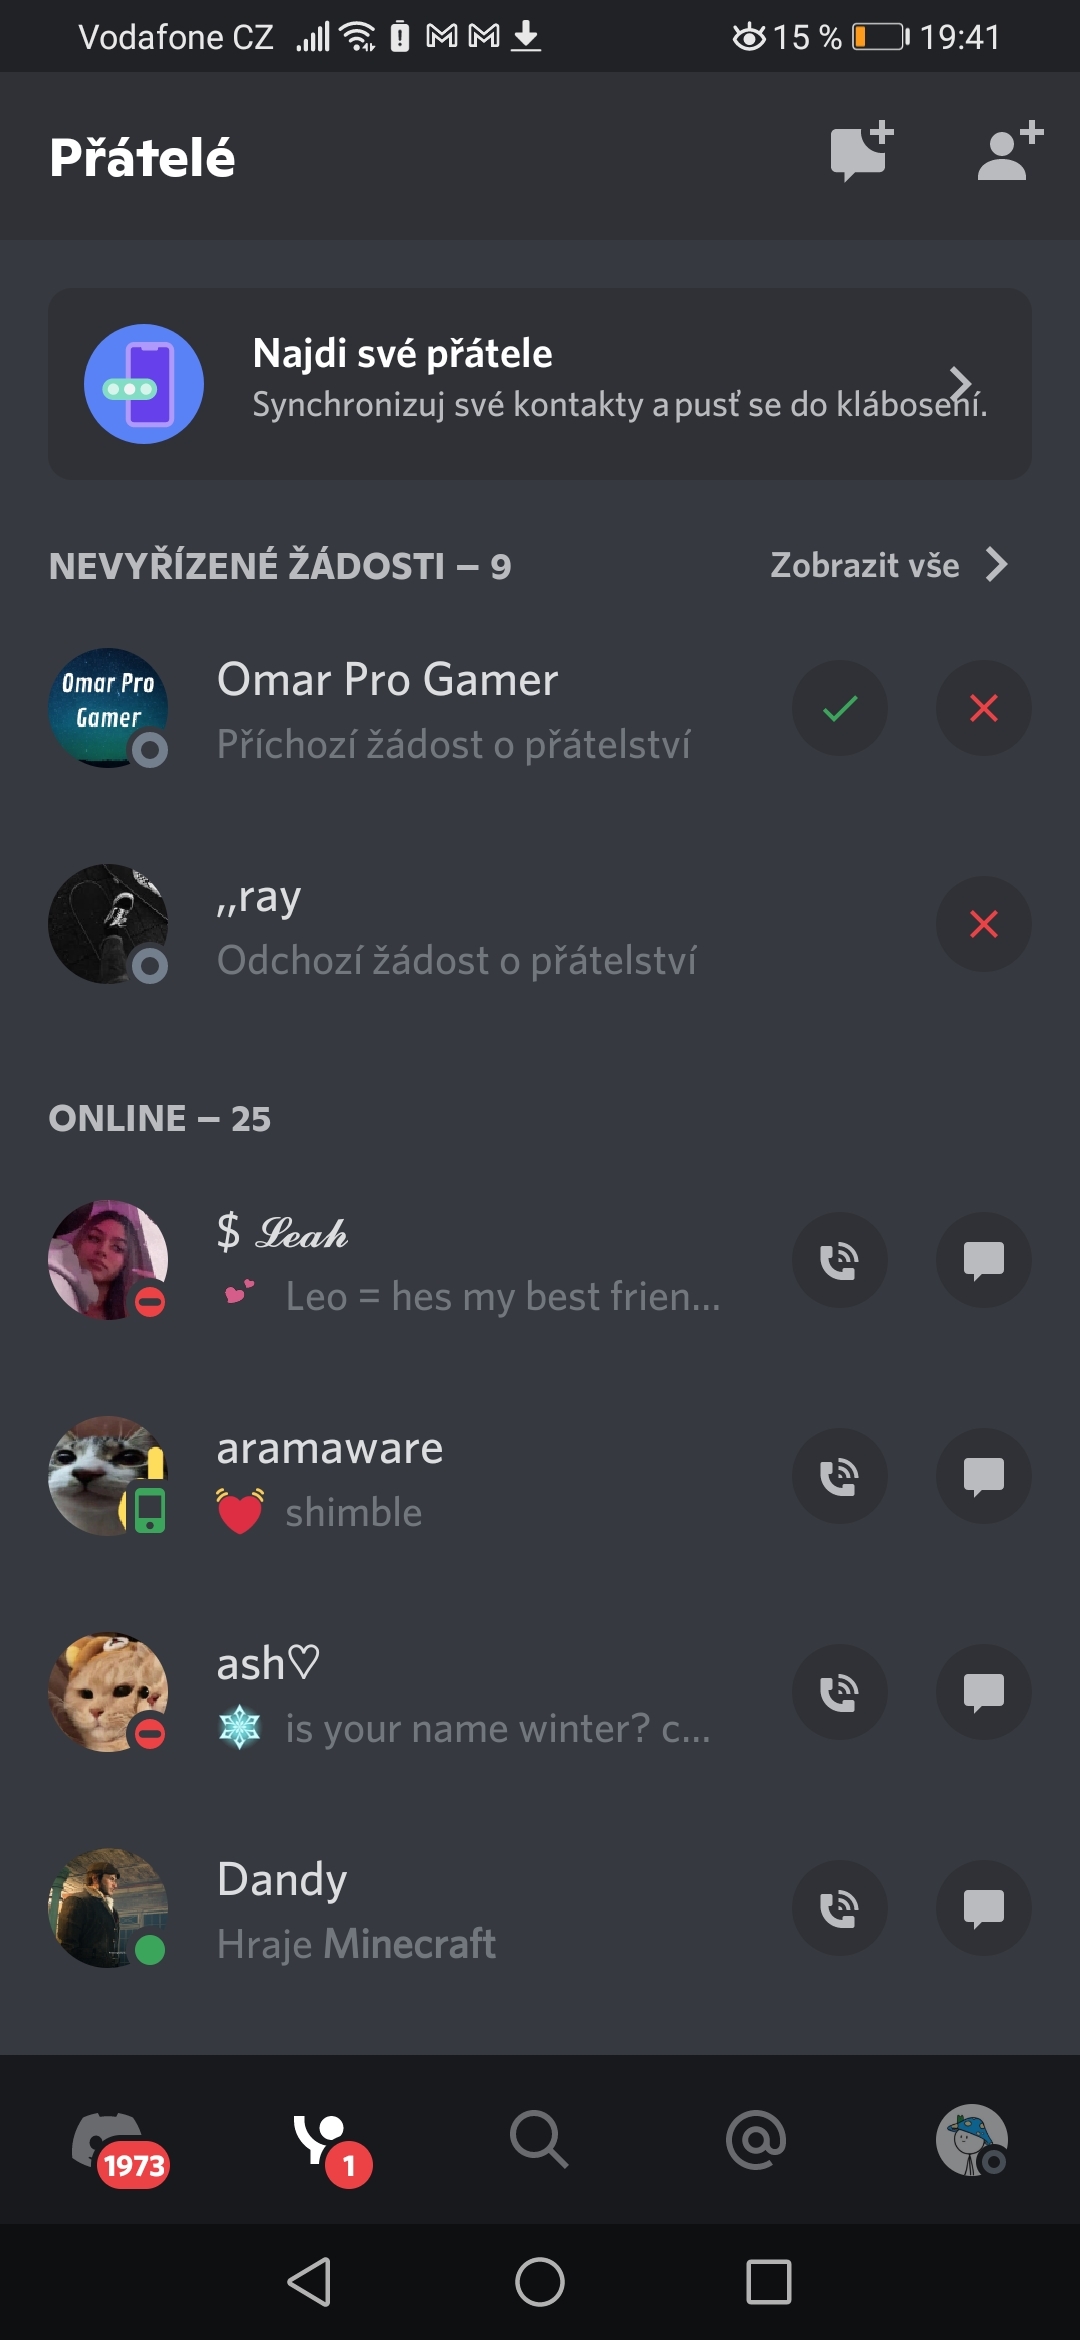 Vodafone CZ 15 % 19:41
Přátelé
Najdi své přátele
Synchronizuj své kontakty a pusť se do klábosení.
NEVYŘÍZENÉ ŽÁDOSTI – 9 Zobrazit vše
Omar Pro
Gamer
Omar Pro Gamer
Příchozí žádost o přátelství
,,ray
Odchozí žádost o přátelství
ONLINE – 25
$ 𝓛𝓮𝓪𝓱
💕 Leo = hes my best frien...
aramaware
💓 shimble
ash♡
❄️ is your name winter? c...
Dandy
Hraje Minecraft
1973 1